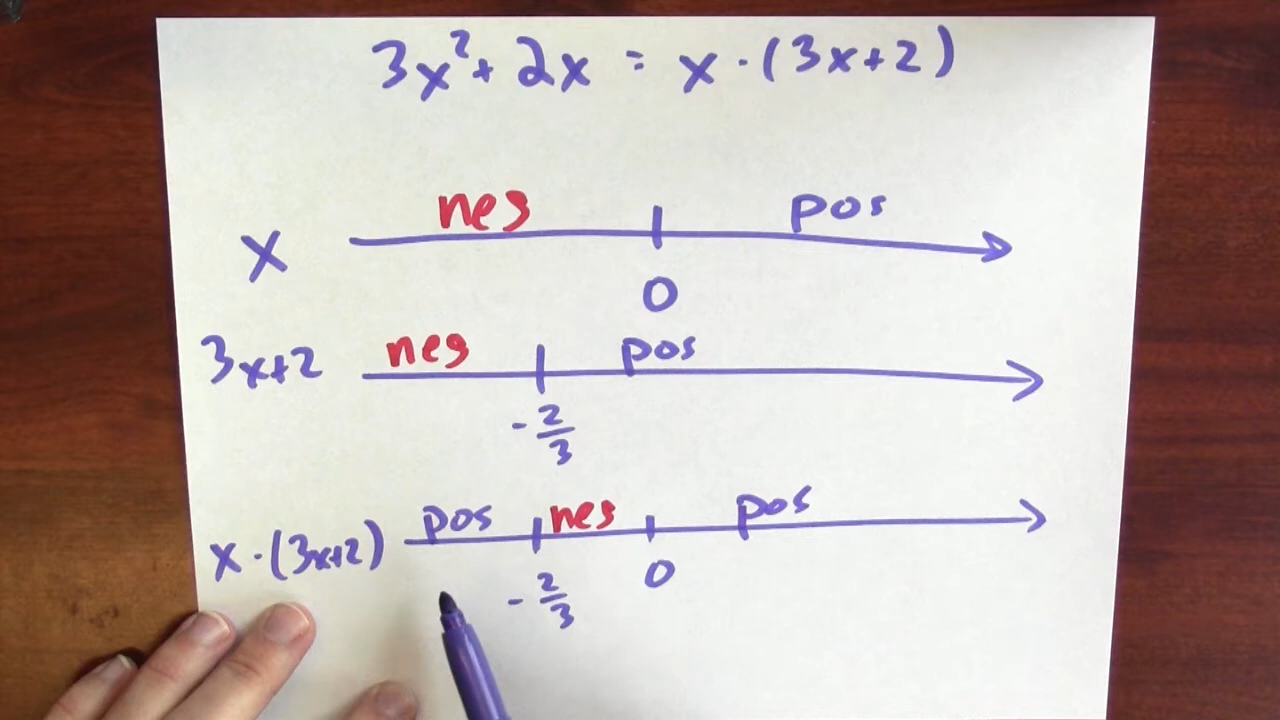 3x²+ 2x = x · (3x+2)
neg pos
x
0
3x+2 neg pos
- 2/3
pos neg pos
x · (3x+2)
- 2/3 0